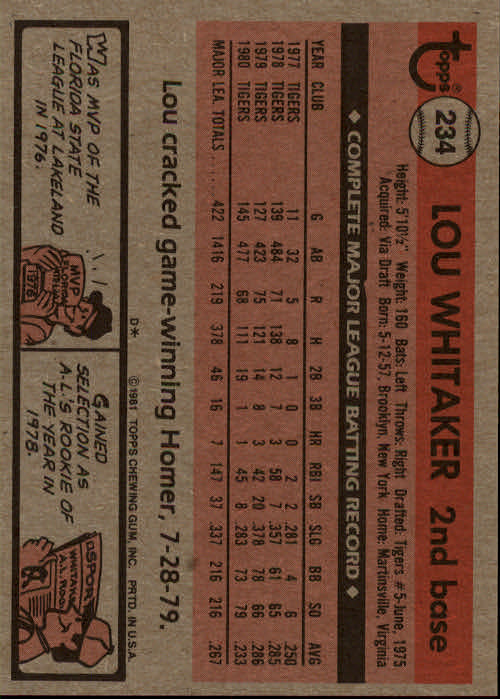 Topps®
234
LOU WHITAKER 2nd base
Height: 5'10½" Weight: 160 Bats: Left Throws: Right Drafted: Tigers #5-June, 1975
Acquired: Via Draft Born: 5-12-57, Brooklyn, New York Home: Martinsville, Virginia
◆ COMPLETE MAJOR LEAGUE BATTING RECORD ◆
YEAR CLUB G AB R H 2B 3B HR RBI SB SLG BB SO AVG
1977 TIGERS 11 32 5 8 1 0 0 2 2 .281 4 6 .250
1978 TIGERS 139 484 71 138 12 7 3 58 7 .357 61 65 .285
1979 TIGERS 127 423 75 121 14 8 3 42 20 .378 78 66 .286
1980 TIGERS 145 477 68 111 19 1 1 45 8 .283 73 79 .233
MAJOR LEA. TOTALS . . . . . 422 1416 219 378 46 16 7 147 37 .337 216 216 .267
Lou cracked game-winning Homer, 7-28-79.
D* ©1981 TOPPS CHEWING GUM, INC. PRTD. IN U.S.A.
WAS MVP OF THE
FLORIDA STATE
LEAGUE AT LAKELAND
IN 1976.
MVP
FLORIDA
1976
GAINED
SELECTION AS
A.L.'S ROOKIE OF
THE YEAR IN
1978.
SPORT
WHITAKER
A.L. ROOK